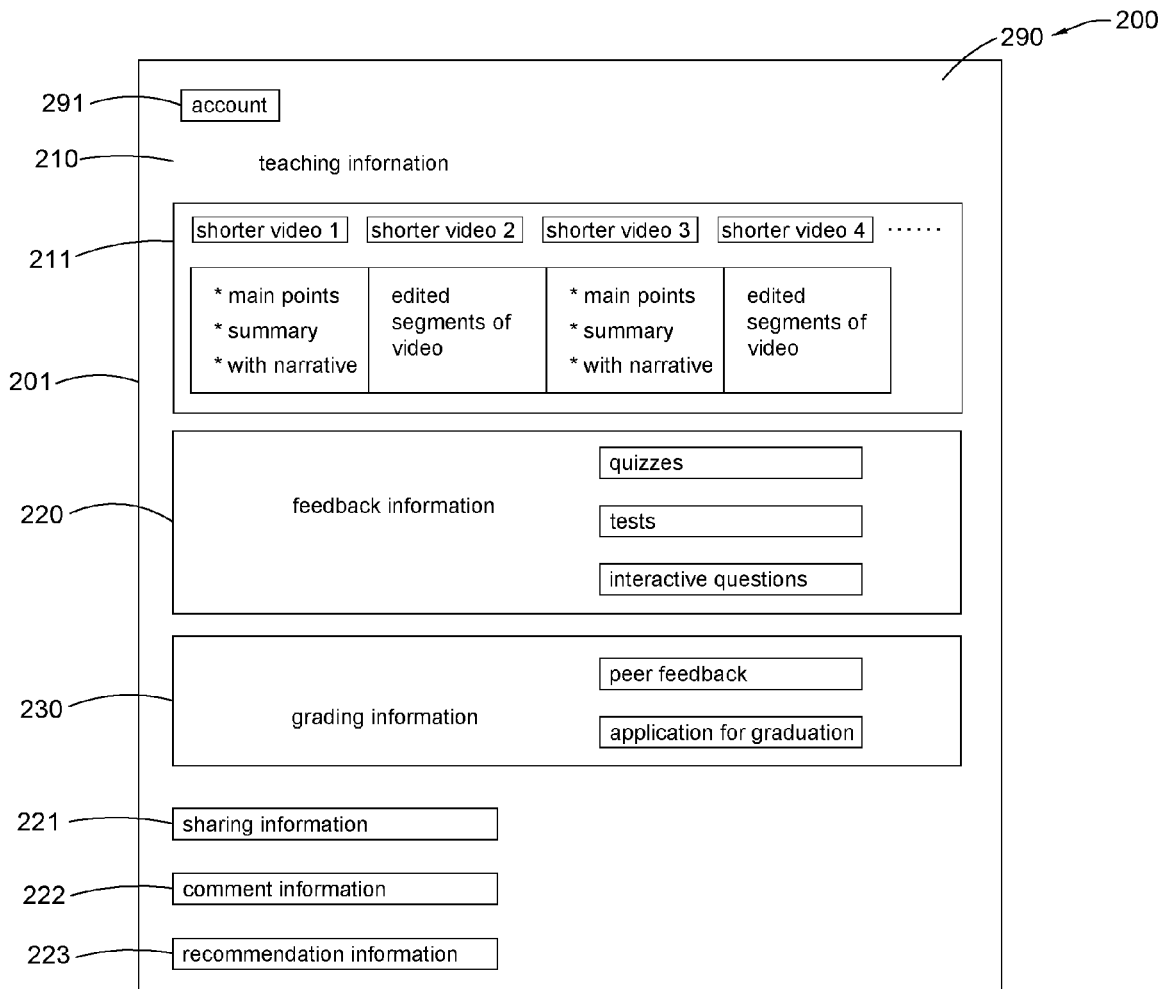 200
290
291
account
210
teaching infornation
211
shorter video 1
shorter video 2
shorter video 3
shorter video 4
······
* main points
* summary
* with narrative
edited
segments of
video
* main points
* summary
* with narrative
edited
segments of
video
201
220
feedback information
quizzes
tests
interactive questions
230
grading information
peer feedback
application for graduation
221
sharing information
222
comment information
223
recommendation information